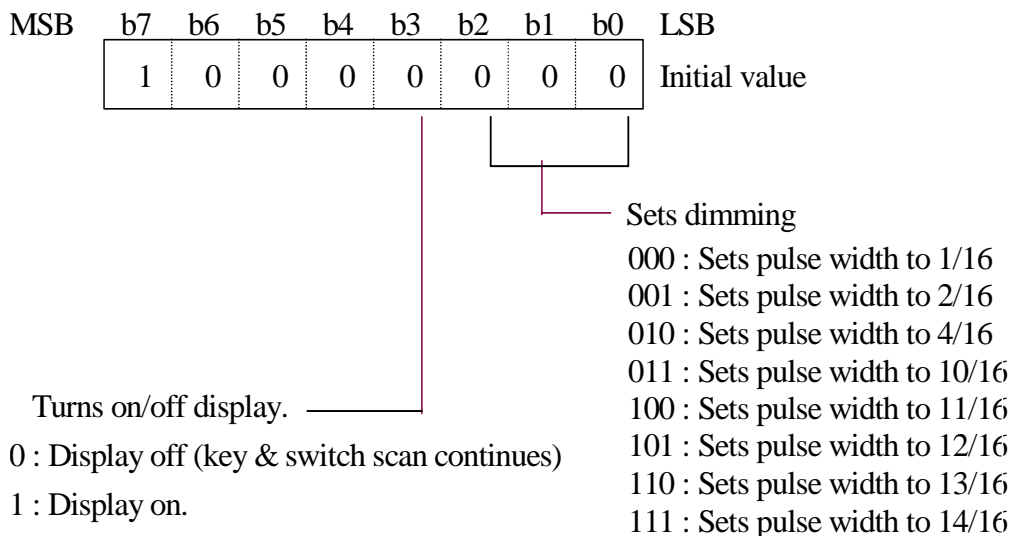 MSB b7 b6 b5 b4 b3 b2 b1 b0 LSB
1 0 0 0 0 0 0 0 Initial value
Sets dimming
000 : Sets pulse width to 1/16
001 : Sets pulse width to 2/16
010 : Sets pulse width to 4/16
011 : Sets pulse width to 10/16
100 : Sets pulse width to 11/16
101 : Sets pulse width to 12/16
110 : Sets pulse width to 13/16
111 : Sets pulse width to 14/16
Turns on/off display.
0 : Display off (key & switch scan continues)
1 : Display on.